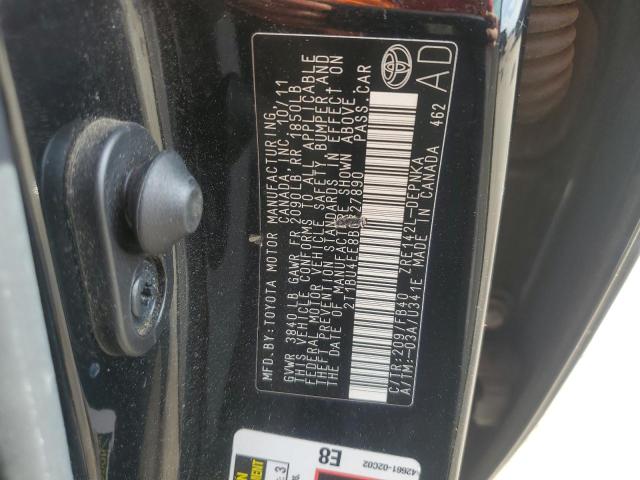 MFD.BY:TOYOTA MOTOR MANUFACTURING
CANADA, INC. 10/11
GVWR 3840LB GAWR FR 2090LB RR 1850LB
THIS VEHICLE CONFORMS TO ALL APPLICABLE
FEDERAL MOTOR VEHICLE SAFETY BUMPER AND
THEFT PREVENTION STANDARDS IN EFFECT ON
THE DATE OF MANUFACTURE SHOWN ABOVE
PASS.CAR
C/TR:209/FB40 ZRE142L-DEPNKA
A/TM:-03A/U341E MADE IN CANADA 462
AD
E8
42661-02C02